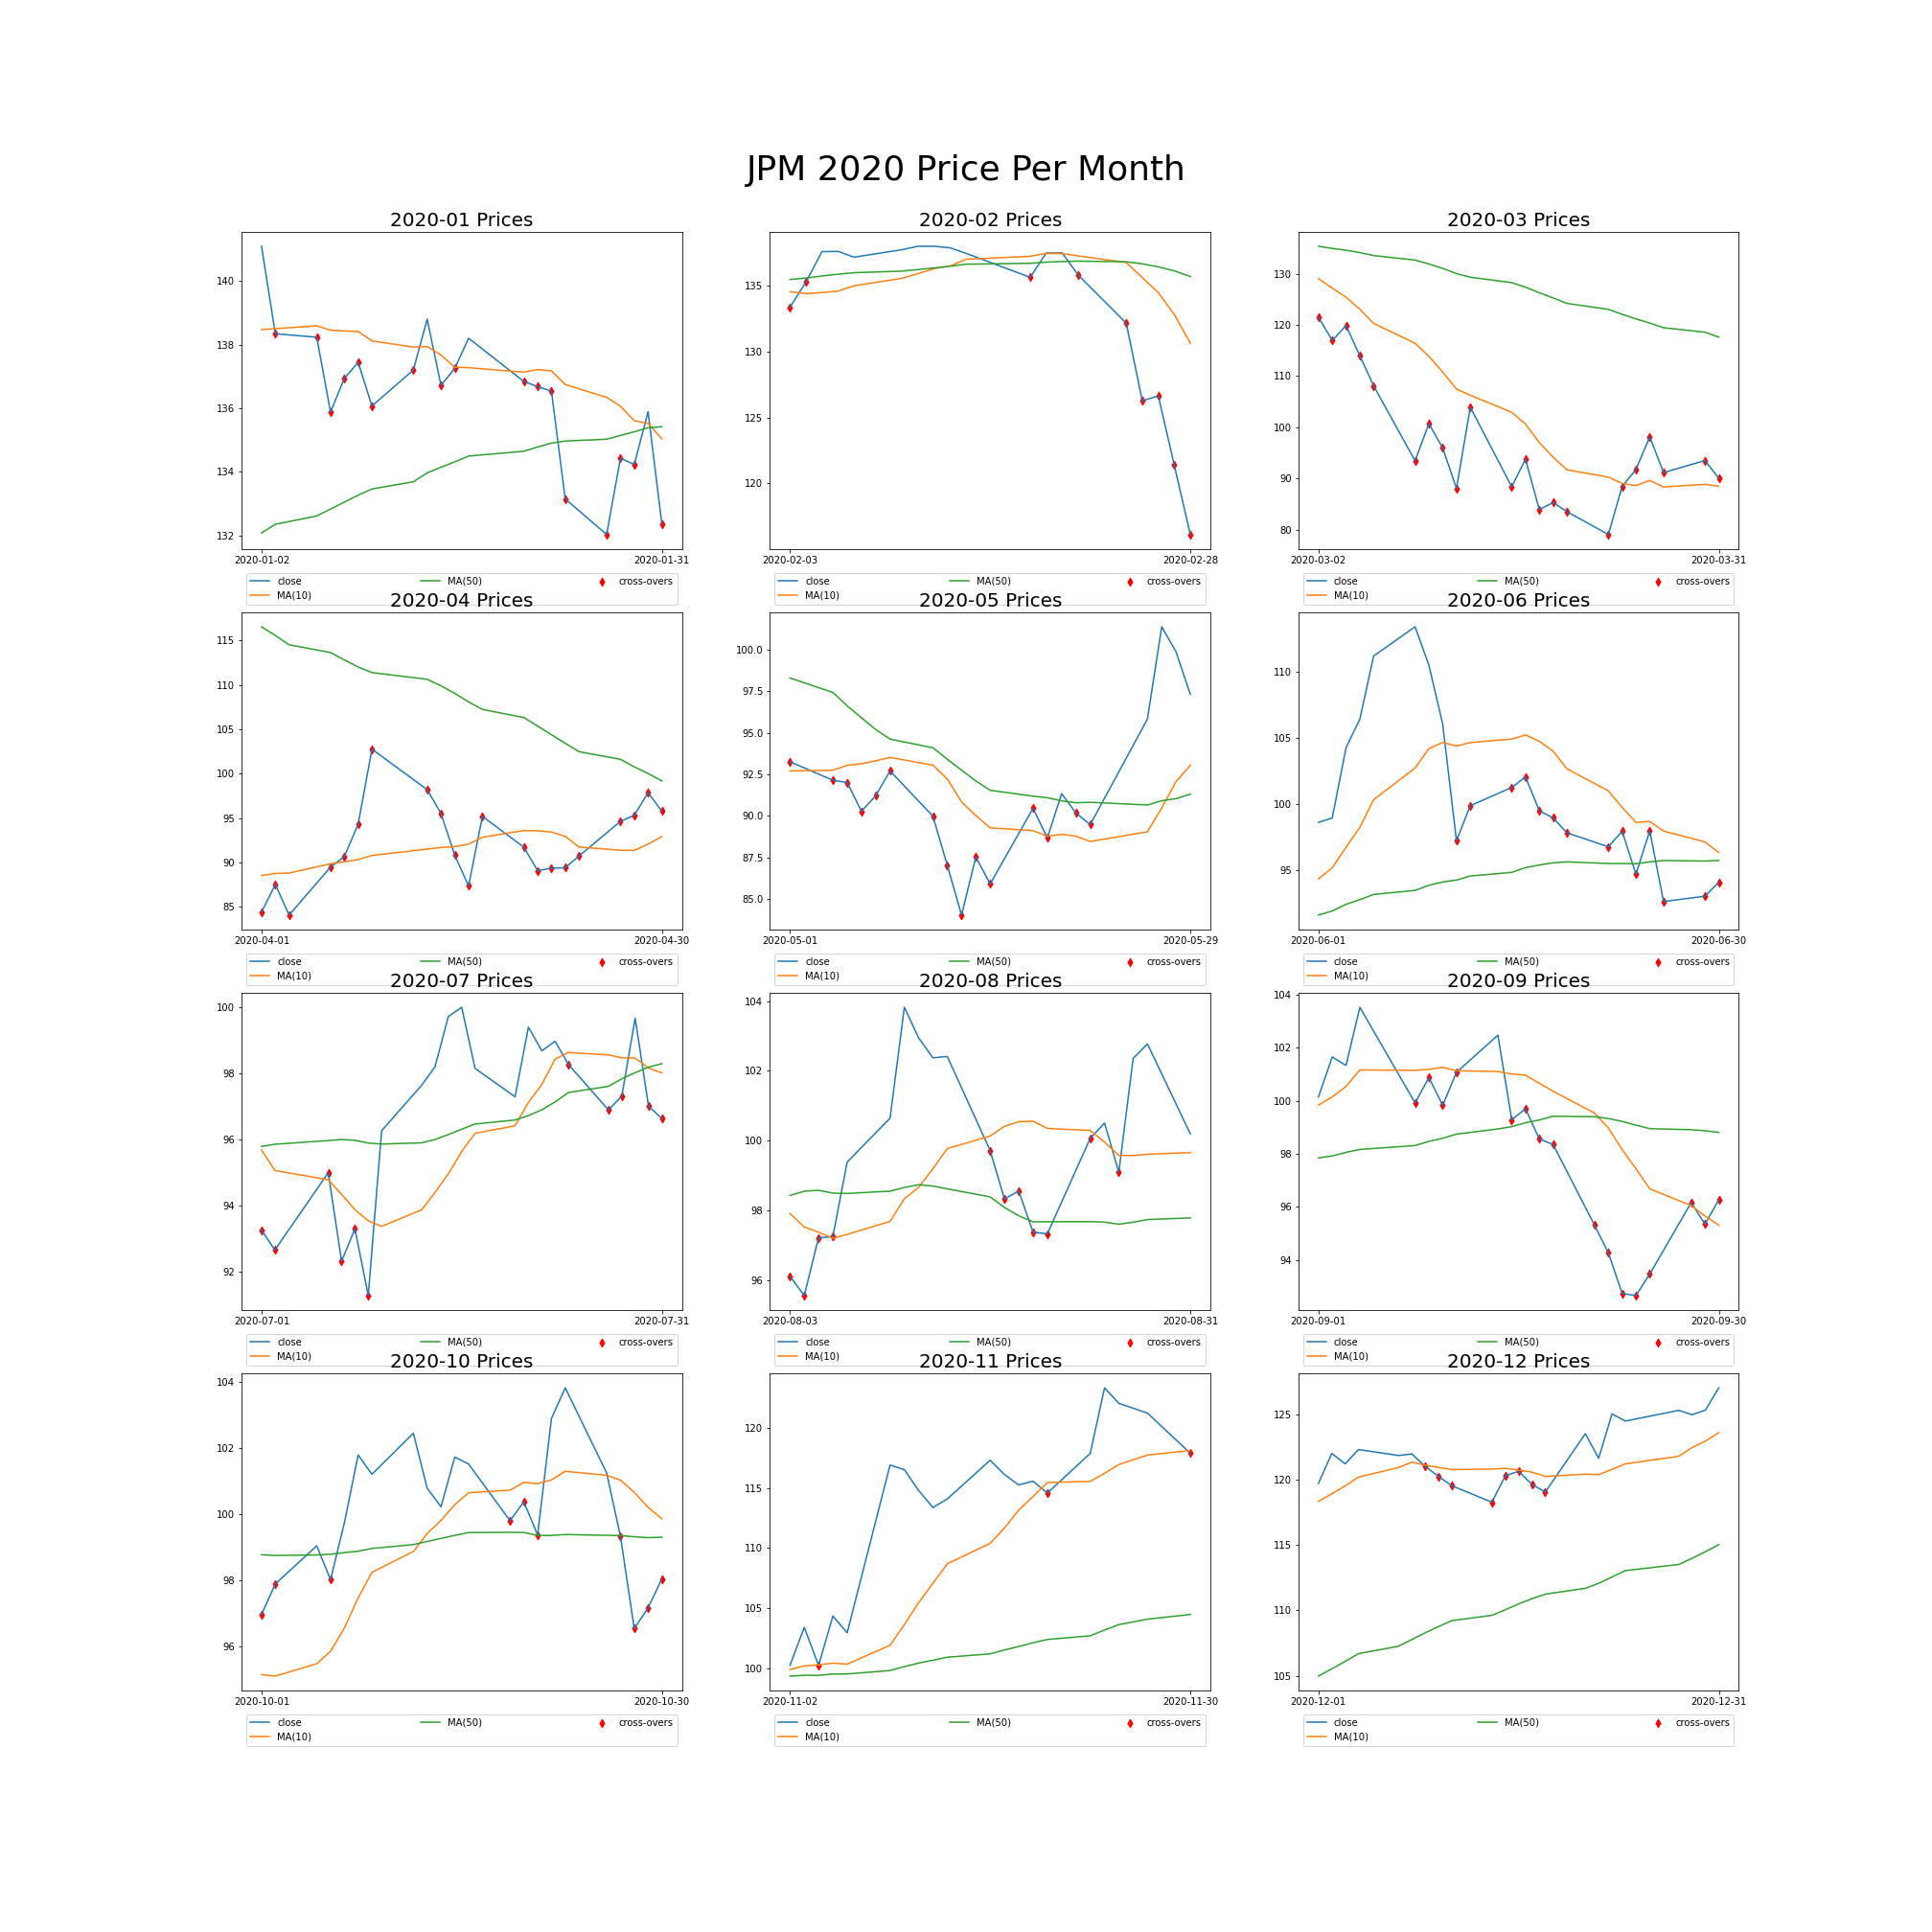 JPM 2020 Price Per Month
2020-01 Prices
140
138
136
134
132
2020-01-02 2020-01-31
close MA(50) cross-overs
MA(10)
2020-02 Prices
135
130
125
120
2020-02-03 2020-02-28
close MA(50) cross-overs
MA(10)
2020-03 Prices
130
120
110
100
90
80
2020-03-02 2020-03-31
close MA(50) cross-overs
MA(10)
2020-04 Prices
115
110
105
100
95
90
85
2020-04-01 2020-04-30
close MA(50) cross-overs
MA(10)
2020-05 Prices
100.0
97.5
95.0
92.5
90.0
87.5
85.0
2020-05-01 2020-05-29
close MA(50) cross-overs
MA(10)
2020-06 Prices
110
105
100
95
2020-06-01 2020-06-30
close MA(50) cross-overs
MA(10)
2020-07 Prices
100
98
96
94
92
2020-07-01 2020-07-31
close MA(50) cross-overs
MA(10)
2020-08 Prices
104
102
100
98
96
2020-08-03 2020-08-31
close MA(50) cross-overs
MA(10)
2020-09 Prices
104
102
100
98
96
94
2020-09-01 2020-09-30
close MA(50) cross-overs
MA(10)
2020-10 Prices
104
102
100
98
96
2020-10-01 2020-10-30
close MA(50) cross-overs
MA(10)
2020-11 Prices
120
115
110
105
100
2020-11-02 2020-11-30
close MA(50) cross-overs
MA(10)
2020-12 Prices
125
120
115
110
105
2020-12-01 2020-12-31
close MA(50) cross-overs
MA(10)